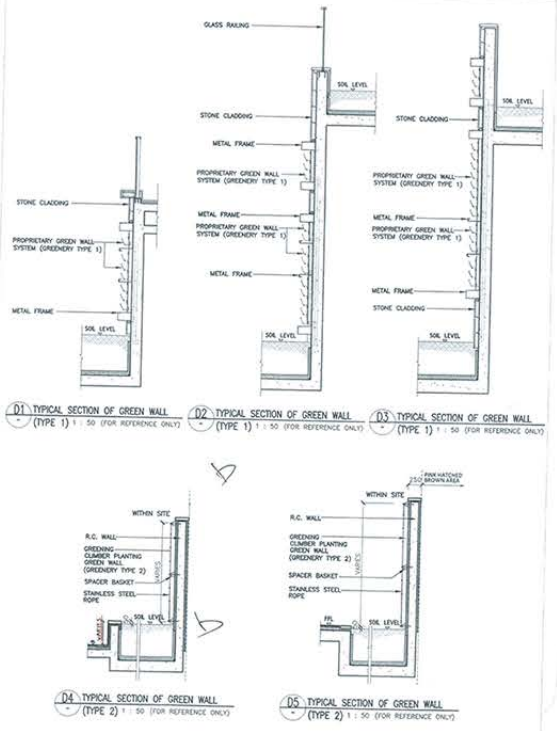 GLASS RAILING
SOIL LEVEL
STONE CLADDING
METAL FRAME
PROPRIETARY GREEN WALL
SYSTEM (GREENERY TYPE 1)
METAL FRAME
PROPRIETARY GREEN WALL
SYSTEM (GREENERY TYPE 1)
METAL FRAME
SOIL LEVEL
SOIL LEVEL
STONE CLADDING
PROPRIETARY GREEN WALL
SYSTEM (GREENERY TYPE 1)
METAL FRAME
PROPRIETARY GREEN WALL
SYSTEM (GREENERY TYPE 1)
METAL FRAME
STONE CLADDING
SOIL LEVEL
STONE CLADDING
PROPRIETARY GREEN WALL
SYSTEM (GREENERY TYPE 1)
METAL FRAME
SOIL LEVEL
D1 TYPICAL SECTION OF GREEN WALL
- (TYPE 1) 1 : 50 (FOR REFERENCE ONLY)
D2 TYPICAL SECTION OF GREEN WALL
- (TYPE 1) 1 : 50 (FOR REFERENCE ONLY)
D3 TYPICAL SECTION OF GREEN WALL
- (TYPE 1) 1 : 50 (FOR REFERENCE ONLY)
WITHIN SITE
R.C. WALL
GREENING
CLIMBER PLANTING
GREEN WALL
(GREENERY TYPE 2)
SPACER BASKET
STAINLESS STEEL
ROPE
VARIES
SOIL LEVEL
VARIES
D4 TYPICAL SECTION OF GREEN WALL
- (TYPE 2) 1 : 50 (FOR REFERENCE ONLY)
PINK HATCHED
BROWN AREA
250
WITHIN SITE
R.C. WALL
GREENING
CLIMBER PLANTING
GREEN WALL
(GREENERY TYPE 2)
SPACER BASKET
STAINLESS STEEL
ROPE
VARIES
FFL
SOIL LEVEL
D5 TYPICAL SECTION OF GREEN WALL
- (TYPE 2) 1 : 50 (FOR REFERENCE ONLY)